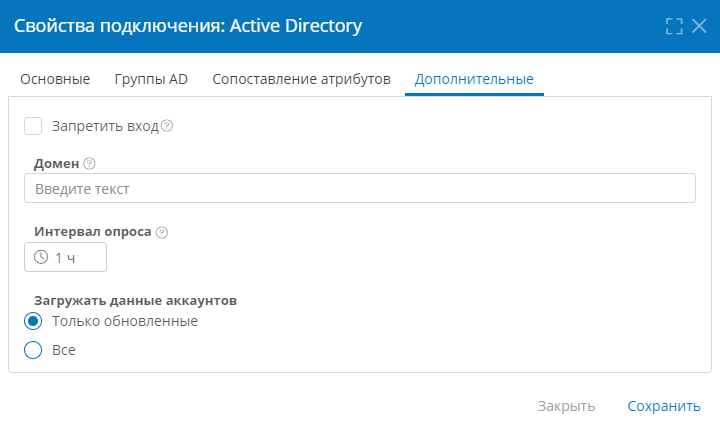 Свойства подключения: Active Directory
Основные Группы AD Сопоставление атрибутов Дополнительные
Запретить вход ?
Домен ?
Введите текст
Интервал опроса ?
1 ч
Загружать данные аккаунтов
Только обновленные
Все
Закрыть Сохранить